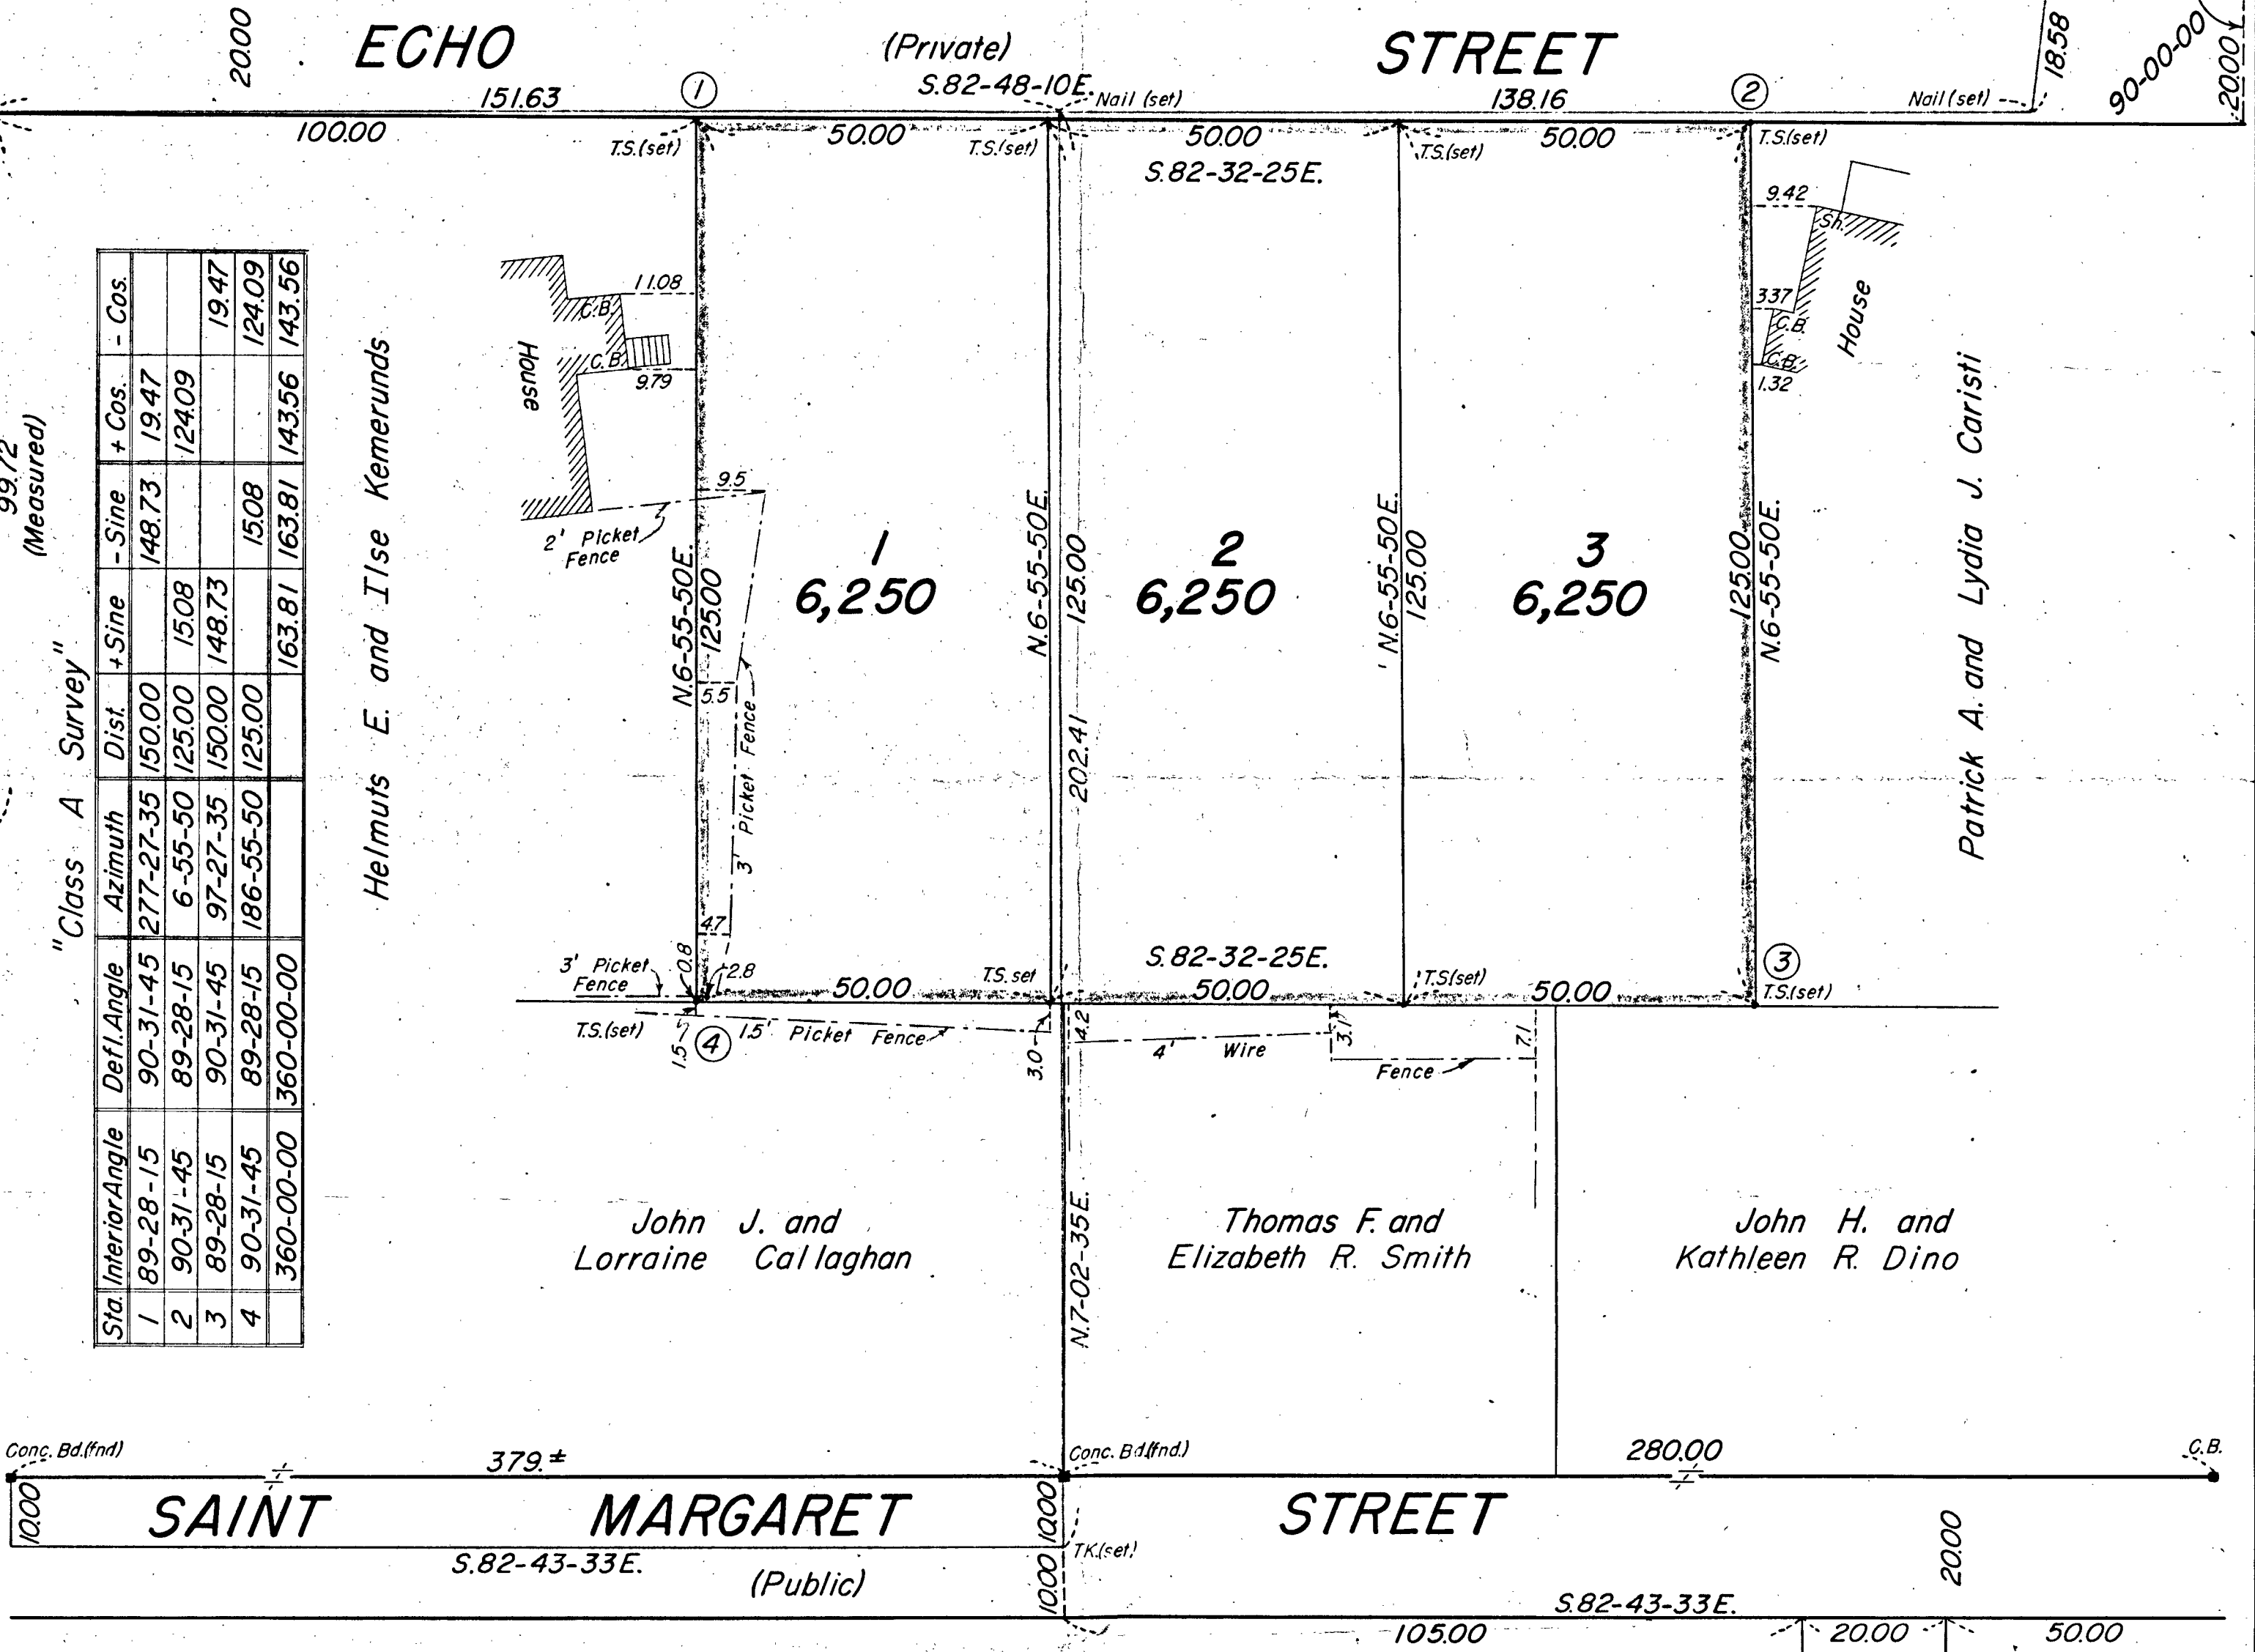 20.00
ECHO (Private) STREET
18.58
90-00-00
20.00
151.63 1 S.82-48-10E. Nail (set) 138.16 2 Nail (set)
100.00 T.S.(set) 50.00 T.S.(set) 50.00 T.S.(set) 50.00 T.S.(set)
S.82-32-25E.
99.72
(Measured)
"Class A Survey"
Sta. Interior Angle Defl. Angle Azimuth Dist. +Sine -Sine + Cos. - Cos.
1 89-28-15 90-31-45 277-27-35 150.00 148.73 19.47
2 90-31-45 89-28-15 6-55-50 125.00 15.08 124.09
3 89-28-15 90-31-45 97-27-35 150.00 148.73 19.47
4 90-31-45 89-28-15 186-55-50 125.00 15.08 124.09
360-00-00 360-00-00 163.81 163.81 143.56 143.56
Helmuts E. and Ilse Kemerunds
House
C.B.
11.08
C.B.
9.79
9.5
2' Picket
Fence
N.6-55-50E.
125.00
5.5
3' Picket Fence
4.7
3' Picket
Fence
0.8
2.8
1
6,250
N.6-55-50E.
125.00
202.41
2
6,250
N.6-55-50E.
125.00
3
6,250
125.00
N.6-55-50E.
9.42
Sh.
3.37
C.B.
C.B.
1.32
House
Patrick A. and Lydia J. Caristi
S.82-32-25E.
50.00 T.S. set 50.00 T.S.(set) 50.00 3 T.S.(set)
T.S.(set)
1.5
4
1.5' Picket Fence
3.0
4.2
4' Wire
3.1
Fence
7.1
John J. and
Lorraine Callaghan
N.7-02-35E.
Thomas F. and
Elizabeth R. Smith
John H. and
Kathleen R. Dino
Conc. Bd.(fnd) 379.± Conc. Bd.(fnd.) 280.00 C.B.
10.00
SAINT MARGARET STREET
10.00
TK.(set)
S.82-43-33E.
(Public)
10.00
20.00
S.82-43-33E.
105.00 20.00 50.00